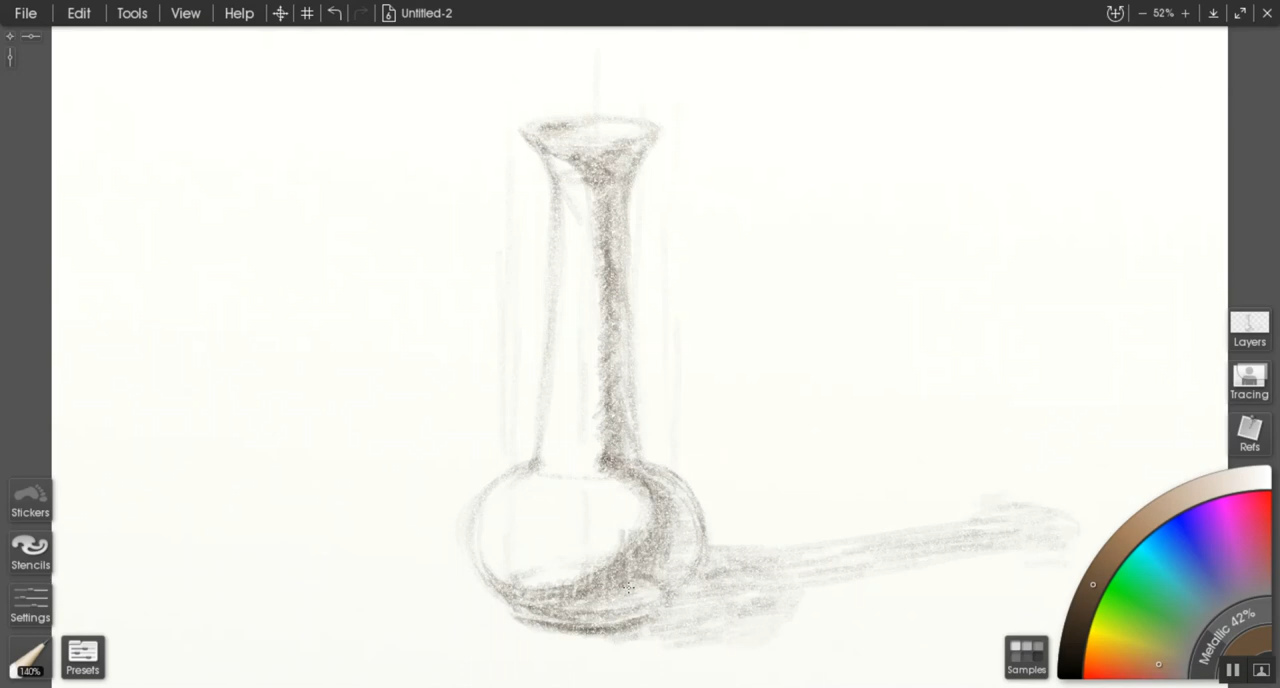 File Edit Tools View Help Untitled-2 52%
Layers
Tracing
Refs
Stickers
Stencils
Settings
140%
Presets
Samples
Metallic 42%